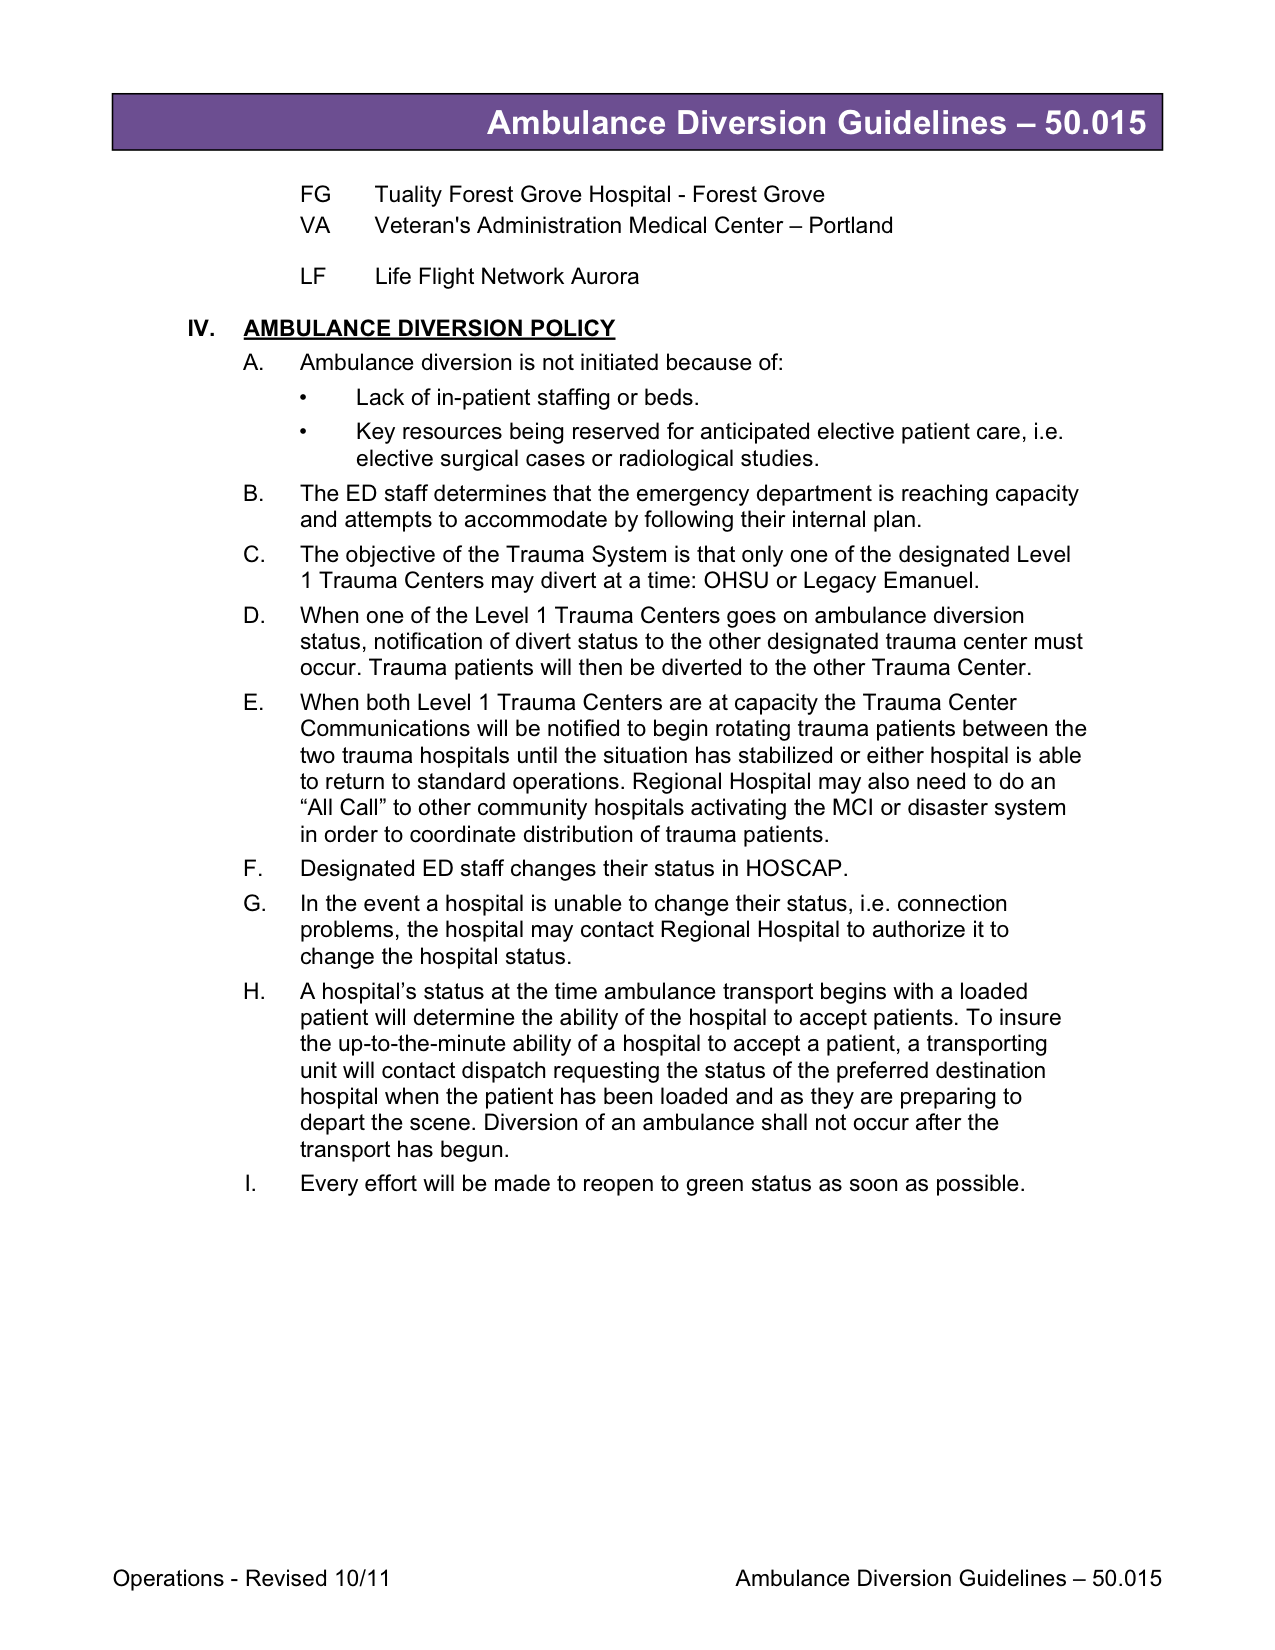 Ambulance Diversion Guidelines – 50.015
FG Tuality Forest Grove Hospital - Forest Grove
VA Veteran's Administration Medical Center – Portland
LF Life Flight Network Aurora
IV. AMBULANCE DIVERSION POLICY
A. Ambulance diversion is not initiated because of:
• Lack of in-patient staffing or beds.
• Key resources being reserved for anticipated elective patient care, i.e.
elective surgical cases or radiological studies.
B. The ED staff determines that the emergency department is reaching capacity
and attempts to accommodate by following their internal plan.
C. The objective of the Trauma System is that only one of the designated Level
1 Trauma Centers may divert at a time: OHSU or Legacy Emanuel.
D. When one of the Level 1 Trauma Centers goes on ambulance diversion
status, notification of divert status to the other designated trauma center must
occur. Trauma patients will then be diverted to the other Trauma Center.
E. When both Level 1 Trauma Centers are at capacity the Trauma Center
Communications will be notified to begin rotating trauma patients between the
two trauma hospitals until the situation has stabilized or either hospital is able
to return to standard operations. Regional Hospital may also need to do an
“All Call” to other community hospitals activating the MCI or disaster system
in order to coordinate distribution of trauma patients.
F. Designated ED staff changes their status in HOSCAP.
G. In the event a hospital is unable to change their status, i.e. connection
problems, the hospital may contact Regional Hospital to authorize it to
change the hospital status.
H. A hospital’s status at the time ambulance transport begins with a loaded
patient will determine the ability of the hospital to accept patients. To insure
the up-to-the-minute ability of a hospital to accept a patient, a transporting
unit will contact dispatch requesting the status of the preferred destination
hospital when the patient has been loaded and as they are preparing to
depart the scene. Diversion of an ambulance shall not occur after the
transport has begun.
I. Every effort will be made to reopen to green status as soon as possible.
Operations - Revised 10/11 Ambulance Diversion Guidelines – 50.015